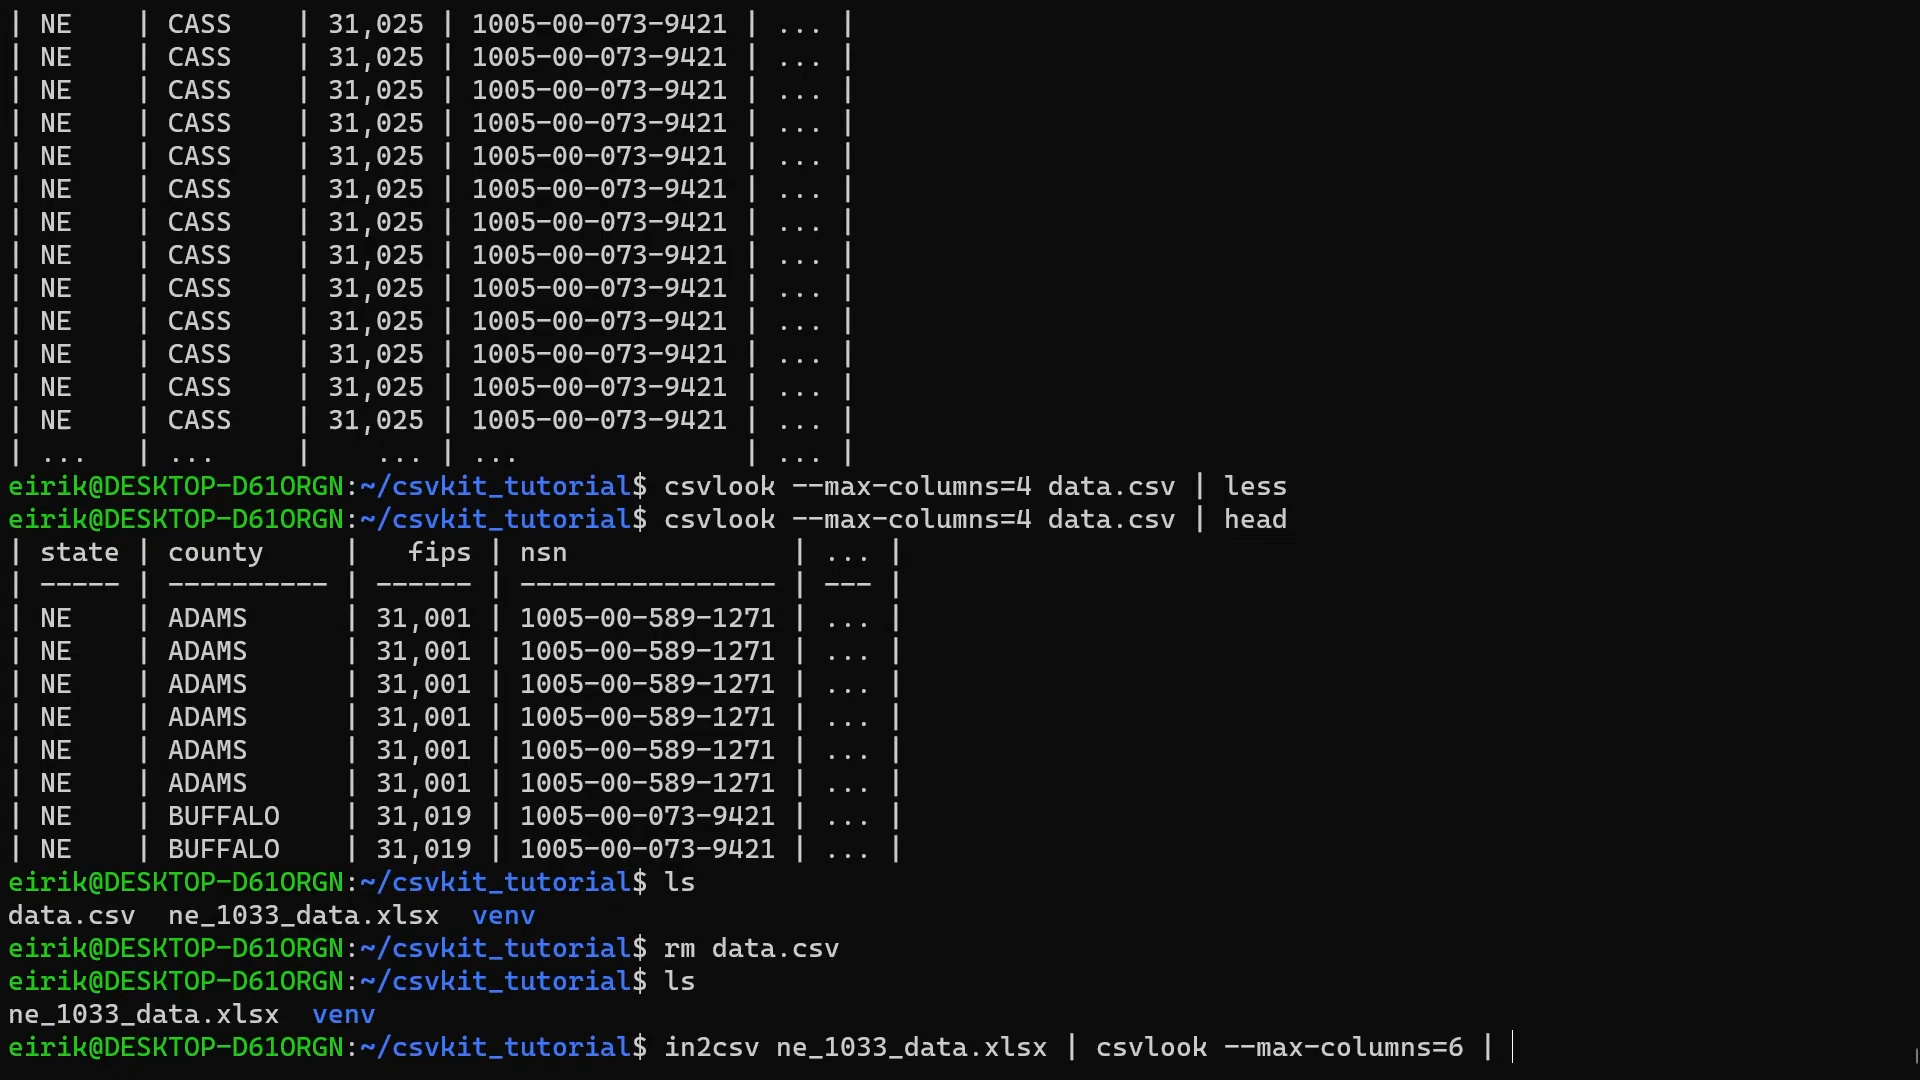 | NE    | CASS     | 31,025 | 1005-00-073-9421 | ... |
| NE    | CASS     | 31,025 | 1005-00-073-9421 | ... |
| NE    | CASS     | 31,025 | 1005-00-073-9421 | ... |
| NE    | CASS     | 31,025 | 1005-00-073-9421 | ... |
| NE    | CASS     | 31,025 | 1005-00-073-9421 | ... |
| NE    | CASS     | 31,025 | 1005-00-073-9421 | ... |
| NE    | CASS     | 31,025 | 1005-00-073-9421 | ... |
| NE    | CASS     | 31,025 | 1005-00-073-9421 | ... |
| NE    | CASS     | 31,025 | 1005-00-073-9421 | ... |
| NE    | CASS     | 31,025 | 1005-00-073-9421 | ... |
| NE    | CASS     | 31,025 | 1005-00-073-9421 | ... |
| NE    | CASS     | 31,025 | 1005-00-073-9421 | ... |
| NE    | CASS     | 31,025 | 1005-00-073-9421 | ... |
| ...   | ...      |    ... | ...              | ... |
eirik@DESKTOP-D61ORGN:~/csvkit_tutorial$ csvlook --max-columns=4 data.csv | less
eirik@DESKTOP-D61ORGN:~/csvkit_tutorial$ csvlook --max-columns=4 data.csv | head
| state | county     |   fips | nsn              | ... |
| ----- | ---------- | ------ | ---------------- | --- |
| NE    | ADAMS      | 31,001 | 1005-00-589-1271 | ... |
| NE    | ADAMS      | 31,001 | 1005-00-589-1271 | ... |
| NE    | ADAMS      | 31,001 | 1005-00-589-1271 | ... |
| NE    | ADAMS      | 31,001 | 1005-00-589-1271 | ... |
| NE    | ADAMS      | 31,001 | 1005-00-589-1271 | ... |
| NE    | ADAMS      | 31,001 | 1005-00-589-1271 | ... |
| NE    | BUFFALO    | 31,019 | 1005-00-073-9421 | ... |
| NE    | BUFFALO    | 31,019 | 1005-00-073-9421 | ... |
eirik@DESKTOP-D61ORGN:~/csvkit_tutorial$ ls
data.csv  ne_1033_data.xlsx  venv
eirik@DESKTOP-D61ORGN:~/csvkit_tutorial$ rm data.csv
eirik@DESKTOP-D61ORGN:~/csvkit_tutorial$ ls
ne_1033_data.xlsx  venv
eirik@DESKTOP-D61ORGN:~/csvkit_tutorial$ in2csv ne_1033_data.xlsx | csvlook --max-columns=6 |